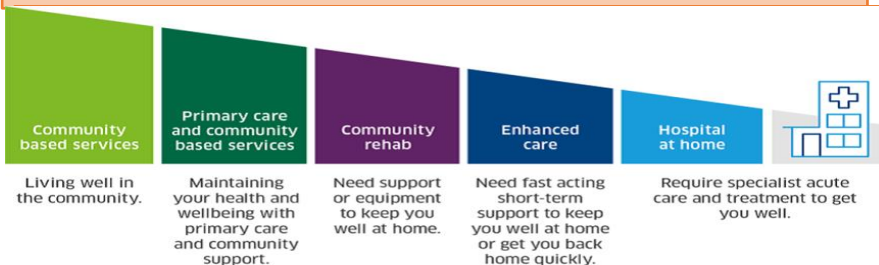 Community
based services
Primary care
and community
based services
Community
rehab
Enhanced
care
Hospital
at home
Living well in
the community.
Maintaining
your health and
wellbeing with
primary care
and community
support.
Need support
or equipment
to keep you
well at home.
Need fast acting
short-term
support to keep
you well at home
or get you back
home quickly.
Require specialist acute
care and treatment to get
you well.